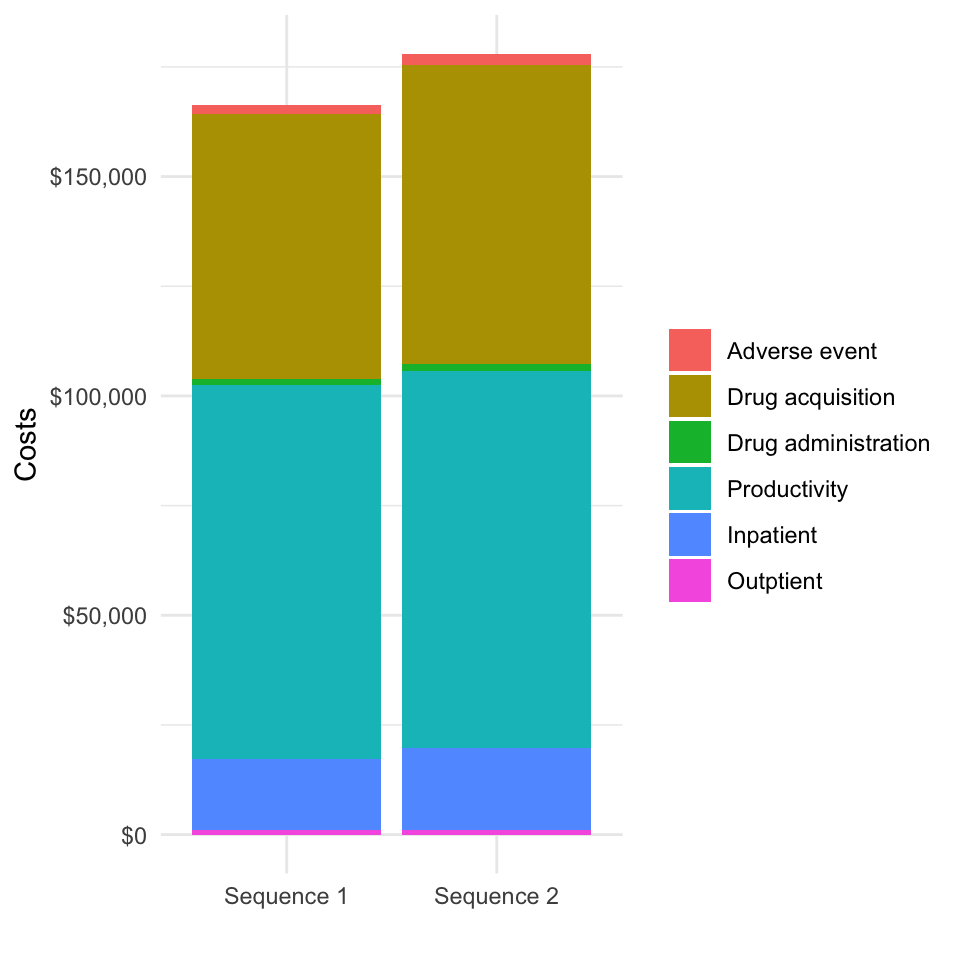 Costs
$150,000
$100,000
$50,000
$0
Sequence 1
Sequence 2
Adverse event
Drug acquisition
Drug administration
Productivity
Inpatient
Outptient